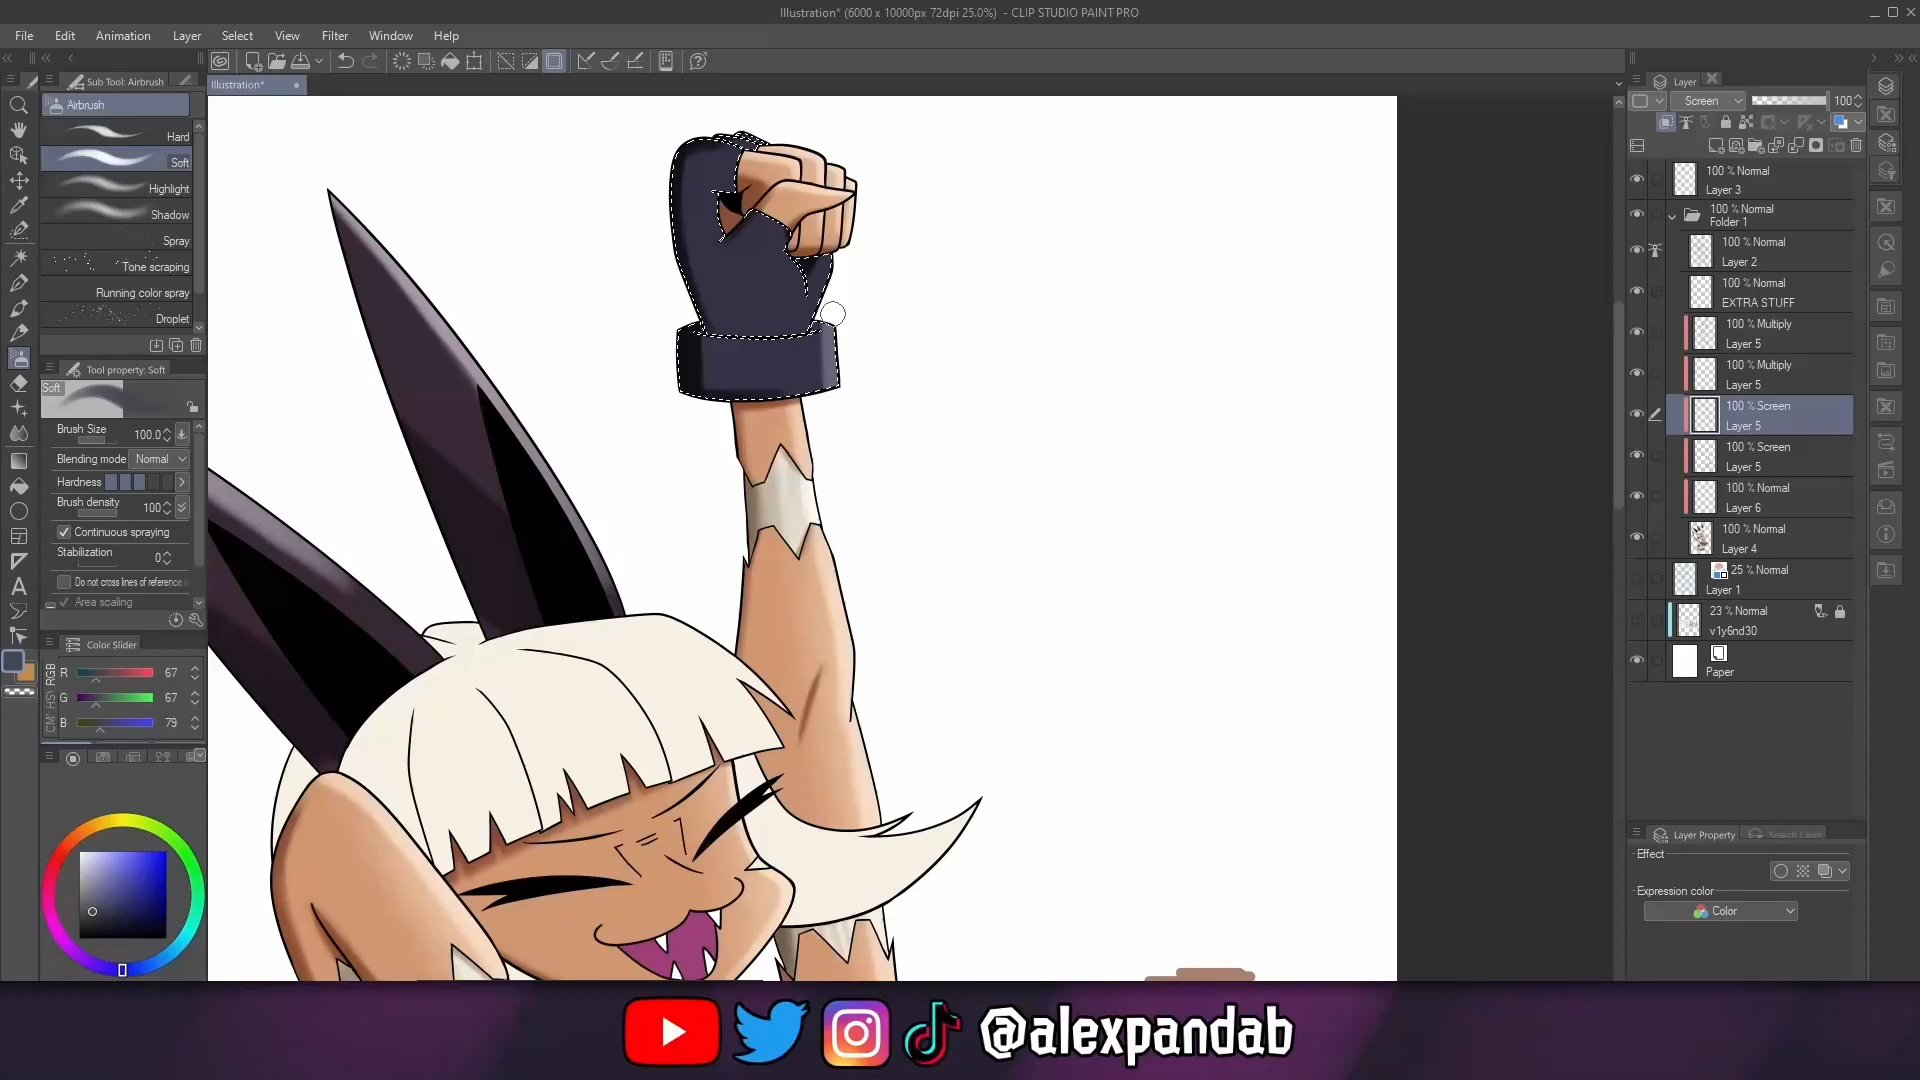 Illustration* (6000 x 10000px 72dpi 25.0%) - CLIP STUDIO PAINT PRO
File Edit Animation Layer Select View Filter Window Help
Sub Tool: Airbrush
Illustration*
Airbrush
Hard
Soft
Highlight
Shadow
Spray
Tone scraping
Running color spray
Droplet
Tool property: Soft
Soft
Brush Size 100.0
Blending mode Normal
Hardness
Brush density 100
Continuous spraying
Stabilization 0
Do not cross lines of reference
Area scaling
Color Slider
RGB
R 67
G 67
B 79
Layer
Screen 100
100 % Normal
Layer 3
100 % Normal
Folder 1
100 % Normal
Layer 2
100 % Normal
EXTRA STUFF
100 % Multiply
Layer 5
100 % Multiply
Layer 5
100 % Screen
Layer 5
100 % Screen
Layer 5
100 % Normal
Layer 6
100 % Normal
Layer 4
25 % Normal
Layer 1
23 % Normal
v1y6nd30
Paper
Layer Property Search Layer
Effect
Expression color
Color
@alexpandab